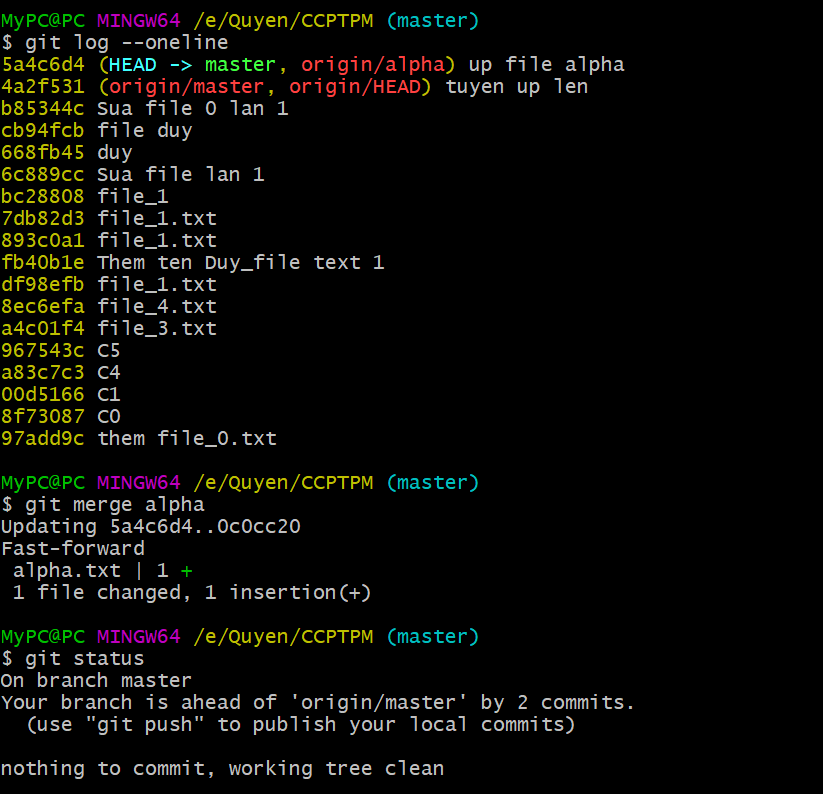 MyPC@PC MINGW64 /e/Quyen/CCPTPM (master)
$ git log --oneline
5a4c6d4 (HEAD -> master, origin/alpha) up file alpha
4a2f531 (origin/master, origin/HEAD) tuyen up len
b85344c Sua file 0 lan 1
cb94fcb file duy
668fb45 duy
6c889cc Sua file lan 1
bc28808 file_1
7db82d3 file_1.txt
893c0a1 file_1.txt
fb40b1e Them ten Duy_file text 1
df98efb file_1.txt
8ec6efa file_4.txt
a4c01f4 file_3.txt
967543c C5
a83c7c3 C4
00d5166 C1
8f73087 C0
97add9c them file_0.txt

MyPC@PC MINGW64 /e/Quyen/CCPTPM (master)
$ git merge alpha
Updating 5a4c6d4..0c0cc20
Fast-forward
 alpha.txt | 1 +
 1 file changed, 1 insertion(+)

MyPC@PC MINGW64 /e/Quyen/CCPTPM (master)
$ git status
On branch master
Your branch is ahead of 'origin/master' by 2 commits.
  (use "git push" to publish your local commits)

nothing to commit, working tree clean